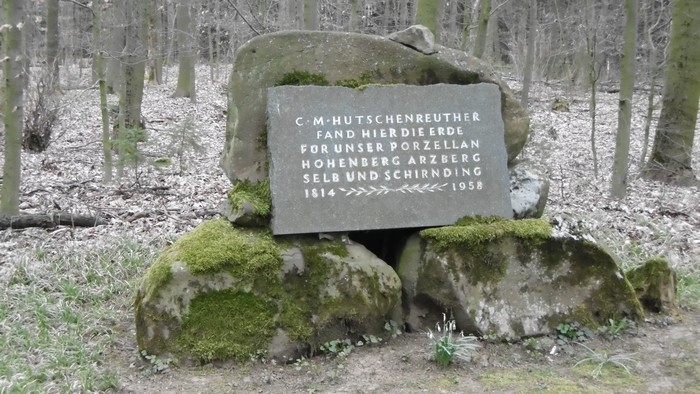 C·M·HUTSCHENREUTHER
FAND HIER DIE ERDE
FÜR UNSER PORZELLAN
HOHENBERG ARZBERG
SELB UND SCHIRNDING
1814 1958